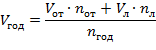 V_год = (V_от · n_от + V_л · n_л) / n_год